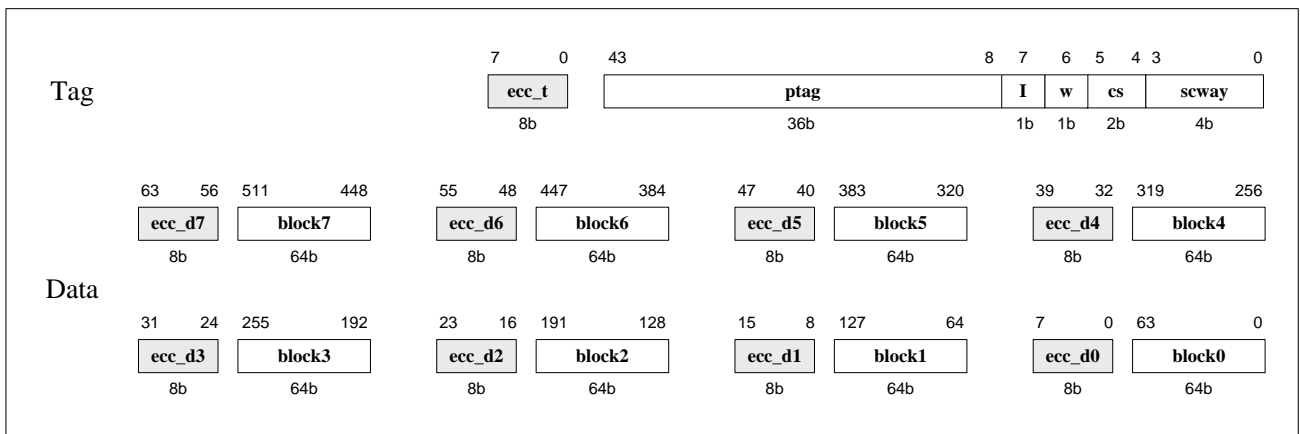 7 0 43 8 7 6 5 4 3 0
Tag ecc_t ptag I w cs scway
8b 36b 1b 1b 2b 4b
63 56 511 448 55 48 447 384 47 40 383 320 39 32 319 256
ecc_d7 block7 ecc_d6 block6 ecc_d5 block5 ecc_d4 block4
8b 64b 8b 64b 8b 64b 8b 64b
Data
31 24 255 192 23 16 191 128 15 8 127 64 7 0 63 0
ecc_d3 block3 ecc_d2 block2 ecc_d1 block1 ecc_d0 block0
8b 64b 8b 64b 8b 64b 8b 64b